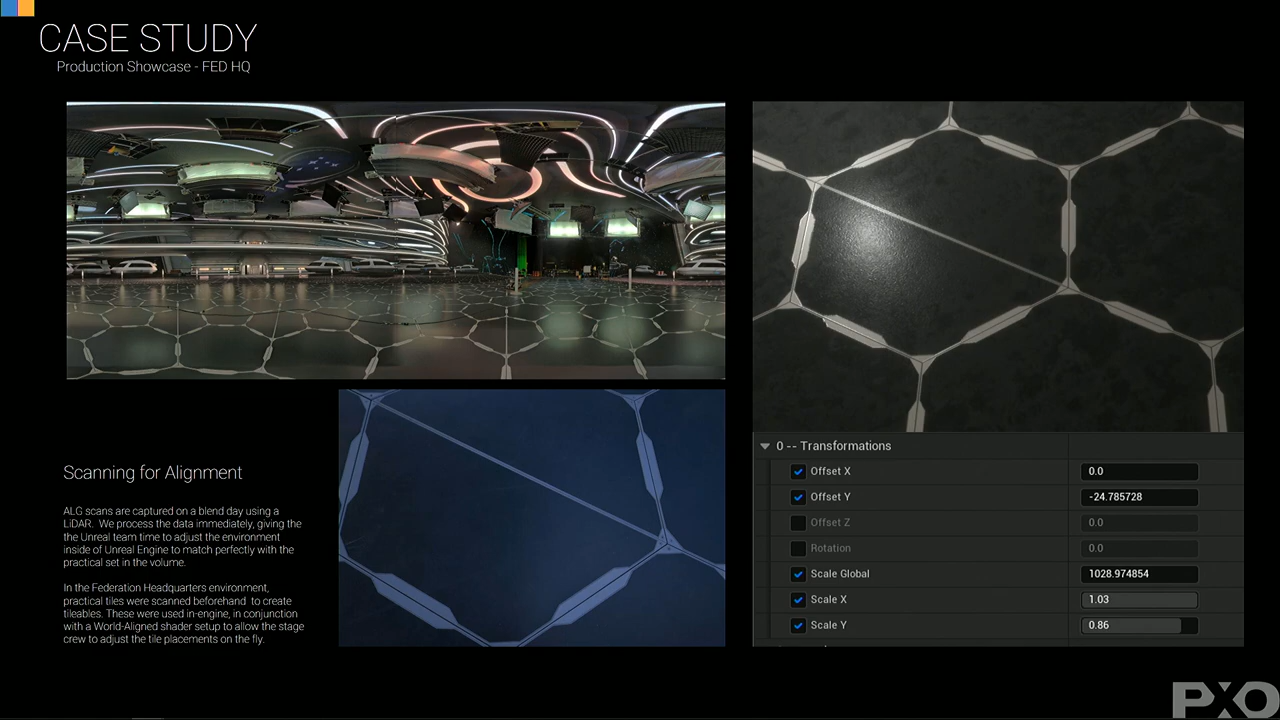 CASE STUDY
Production Showcase - FED HQ
Scanning for Alignment
ALG scans are captured on a blend day using a
LiDAR. We process the data immediately, giving the
the Unreal team time to adjust the environment
inside of Unreal Engine to match perfectly with the
practical set in the volume.
In the Federation Headquarters environment,
practical tiles were scanned beforehand to create
tileables. These were used in-engine, in conjunction
with a World-Aligned shader setup to allow the stage
crew to adjust the tile placements on the fly.
0 -- Transformations
Offset X 0.0
Offset Y -24.785728
Offset Z 0.0
Rotation 0.0
Scale Global 1028.974854
Scale X 1.03
Scale Y 0.86
PXO